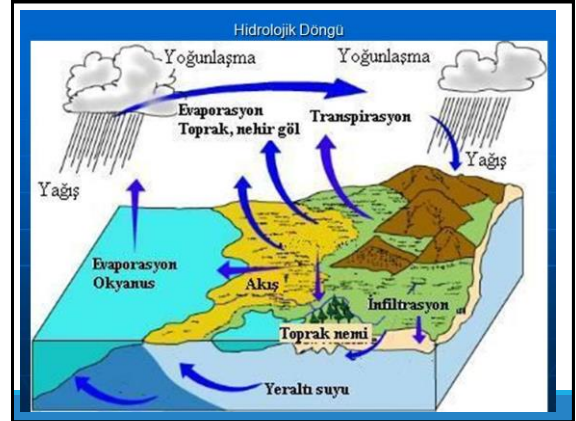 Hidrolojik Döngü
Yoğunlaşma
Yoğunlaşma
Evaporasyon
Toprak, nehir göl
Transpirasyon
Yağış
Yağış
Evaporasyon
Okyanus
Akış
İnfiltrasyon
Toprak nemi
Yeraltı suyu